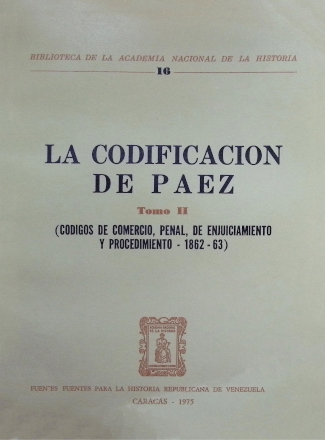 BIBLIOTECA DE LA ACADEMIA NACIONAL DE LA HISTORIA
16
LA CODIFICACION
DE PAEZ
Tomo II
(CODIGOS DE COMERCIO, PENAL, DE ENJUICIAMIENTO
Y PROCEDIMIENTO - 1862-63)
FUENTES PARA LA HISTORIA REPUBLICANA DE VENEZUELA
CARACAS - 1975